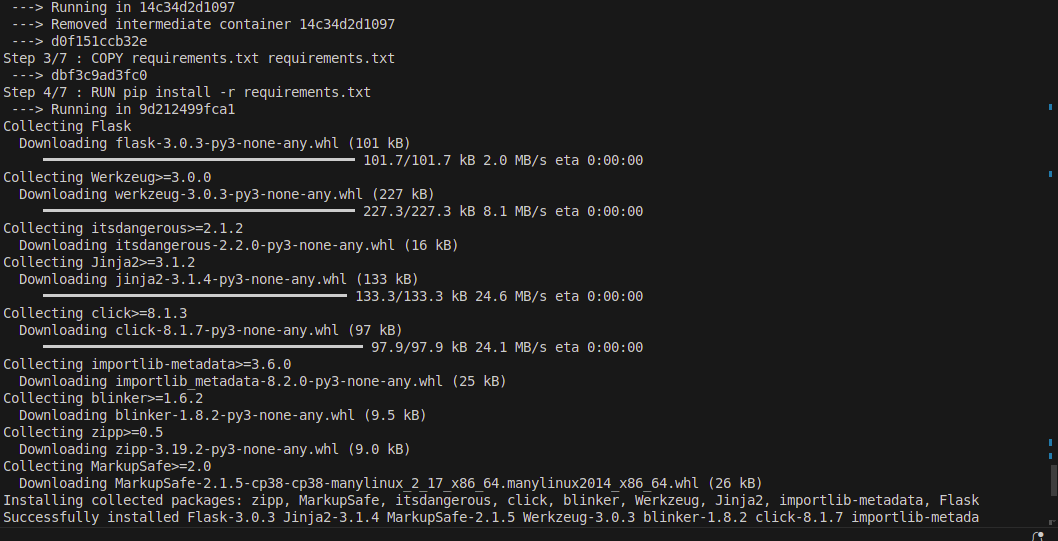 ---> Running in 14c34d2d1097
---> Removed intermediate container 14c34d2d1097
---> d0f151ccb32e
Step 3/7 : COPY requirements.txt requirements.txt
---> dbf3c9ad3fc0
Step 4/7 : RUN pip install -r requirements.txt
---> Running in 9d212499fca1
Collecting Flask
Downloading flask-3.0.3-py3-none-any.whl (101 kB)
101.7/101.7 kB 2.0 MB/s eta 0:00:00
Collecting Werkzeug>=3.0.0
Downloading werkzeug-3.0.3-py3-none-any.whl (227 kB)
227.3/227.3 kB 8.1 MB/s eta 0:00:00
Collecting itsdangerous>=2.1.2
Downloading itsdangerous-2.2.0-py3-none-any.whl (16 kB)
Collecting Jinja2>=3.1.2
Downloading jinja2-3.1.4-py3-none-any.whl (133 kB)
133.3/133.3 kB 24.6 MB/s eta 0:00:00
Collecting click>=8.1.3
Downloading click-8.1.7-py3-none-any.whl (97 kB)
97.9/97.9 kB 24.1 MB/s eta 0:00:00
Collecting importlib-metadata>=3.6.0
Downloading importlib_metadata-8.2.0-py3-none-any.whl (25 kB)
Collecting blinker>=1.6.2
Downloading blinker-1.8.2-py3-none-any.whl (9.5 kB)
Collecting zipp>=0.5
Downloading zipp-3.19.2-py3-none-any.whl (9.0 kB)
Collecting MarkupSafe>=2.0
Downloading MarkupSafe-2.1.5-cp38-cp38-manylinux_2_17_x86_64.manylinux2014_x86_64.whl (26 kB)
Installing collected packages: zipp, MarkupSafe, itsdangerous, click, blinker, Werkzeug, Jinja2, importlib-metadata, Flask
Successfully installed Flask-3.0.3 Jinja2-3.1.4 MarkupSafe-2.1.5 Werkzeug-3.0.3 blinker-1.8.2 click-8.1.7 importlib-metada